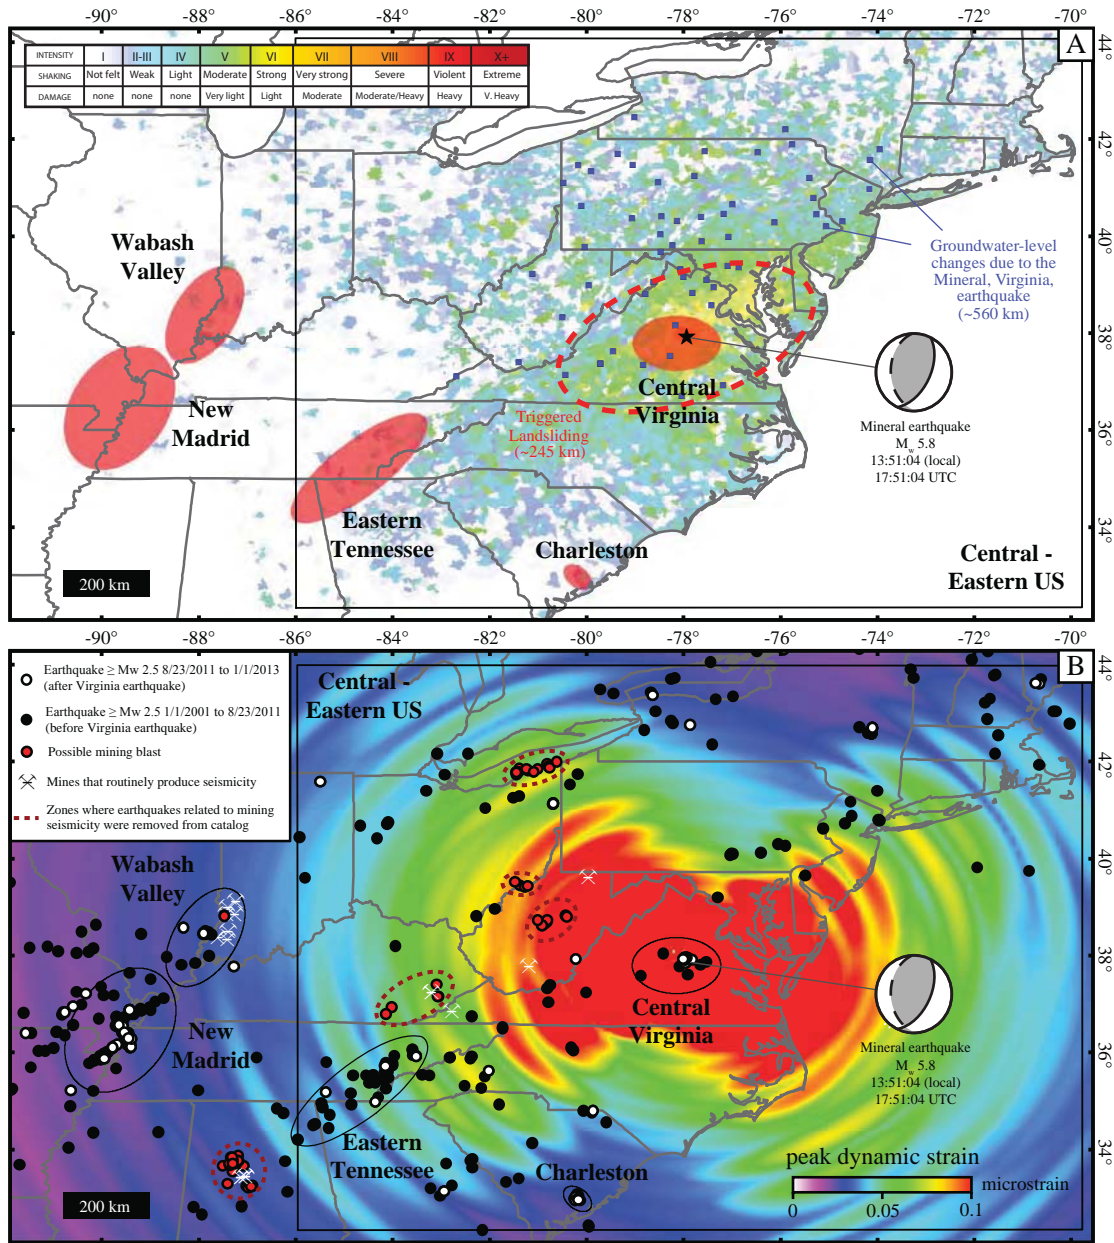 -90° -88° -86° -84° -82° -80° -78° -76° -74° -72° -70°
A
INTENSITY I II-III IV V VI VII VIII IX X+
SHAKING Not felt Weak Light Moderate Strong Very strong Severe Violent Extreme
DAMAGE none none none Very light Light Moderate Moderate/Heavy Heavy V. Heavy
44°
42°
40°
38°
36°
34°
Wabash
Valley
Groundwater-level
changes due to the
Mineral, Virginia,
earthquake
(~560 km)
New
Madrid
Central
Virginia
Triggered
Landsliding
(~245 km)
Mineral earthquake
Mw 5.8
13:51:04 (local)
17:51:04 UTC
Eastern
Tennessee
Charleston
Central -
Eastern US
200 km
-90° -88° -86° -84° -82° -80° -78° -76° -74° -72° -70°
B
Earthquake ≥ Mw 2.5 8/23/2011 to 1/1/2013
(after Virginia earthquake)
Earthquake ≥ Mw 2.5 1/1/2001 to 8/23/2011
(before Virginia earthquake)
Possible mining blast
Mines that routinely produce seismicity
Zones where earthquakes related to mining
seismicity were removed from catalog
Central -
Eastern US
44°
42°
40°
38°
36°
34°
Wabash
Valley
New
Madrid
Central
Virginia
Mineral earthquake
Mw 5.8
13:51:04 (local)
17:51:04 UTC
Eastern
Tennessee
Charleston
peak dynamic strain
microstrain
0 0.05 0.1
200 km